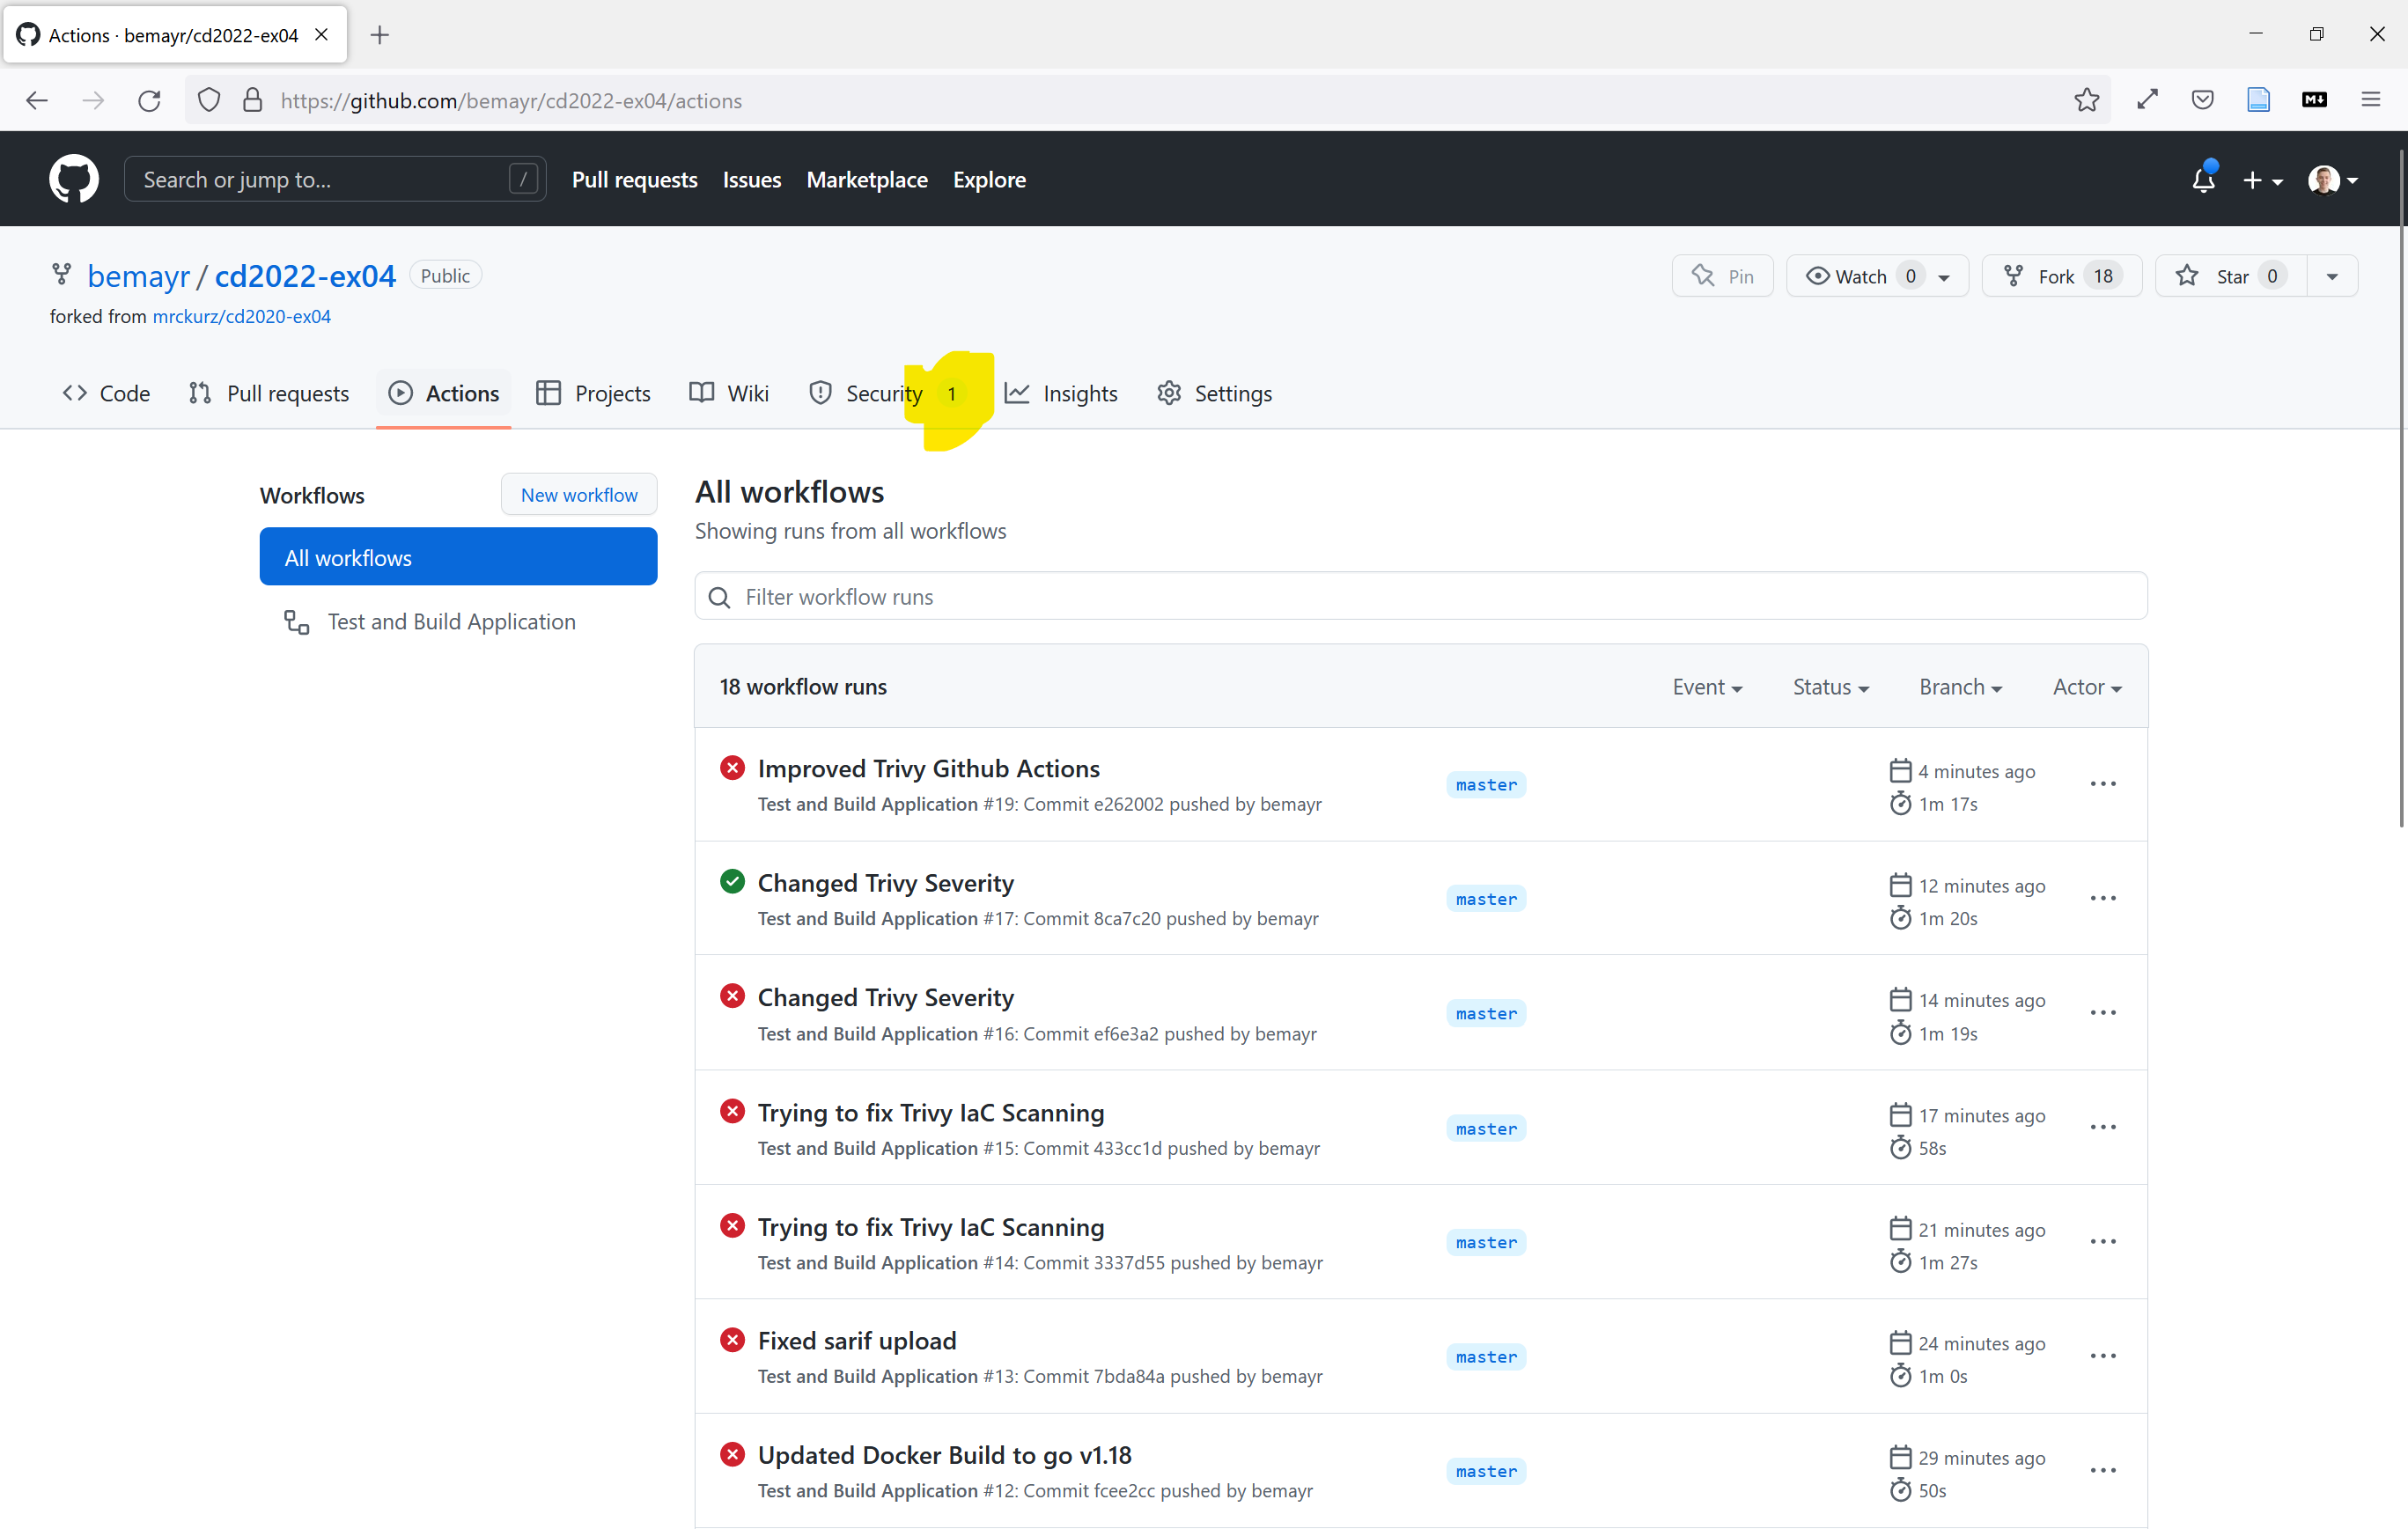 Actions · bemayr/cd2022-ex04
https://github.com/bemayr/cd2022-ex04/actions
M↓
Search or jump to... / Pull requests Issues Marketplace Explore
bemayr / cd2022-ex04 Public Pin Watch 0 Fork 18 Star 0
forked from mrckurz/cd2020-ex04
Code Pull requests Actions Projects Wiki Security 1 Insights Settings
Workflows New workflow
All workflows
Test and Build Application
All workflows
Showing runs from all workflows
Filter workflow runs
18 workflow runs Event Status Branch Actor
Improved Trivy Github Actions
Test and Build Application #19: Commit e262002 pushed by bemayr
master
4 minutes ago
1m 17s
Changed Trivy Severity
Test and Build Application #17: Commit 8ca7c20 pushed by bemayr
master
12 minutes ago
1m 20s
Changed Trivy Severity
Test and Build Application #16: Commit ef6e3a2 pushed by bemayr
master
14 minutes ago
1m 19s
Trying to fix Trivy IaC Scanning
Test and Build Application #15: Commit 433cc1d pushed by bemayr
master
17 minutes ago
58s
Trying to fix Trivy IaC Scanning
Test and Build Application #14: Commit 3337d55 pushed by bemayr
master
21 minutes ago
1m 27s
Fixed sarif upload
Test and Build Application #13: Commit 7bda84a pushed by bemayr
master
24 minutes ago
1m 0s
Updated Docker Build to go v1.18
Test and Build Application #12: Commit fcee2cc pushed by bemayr
master
29 minutes ago
50s